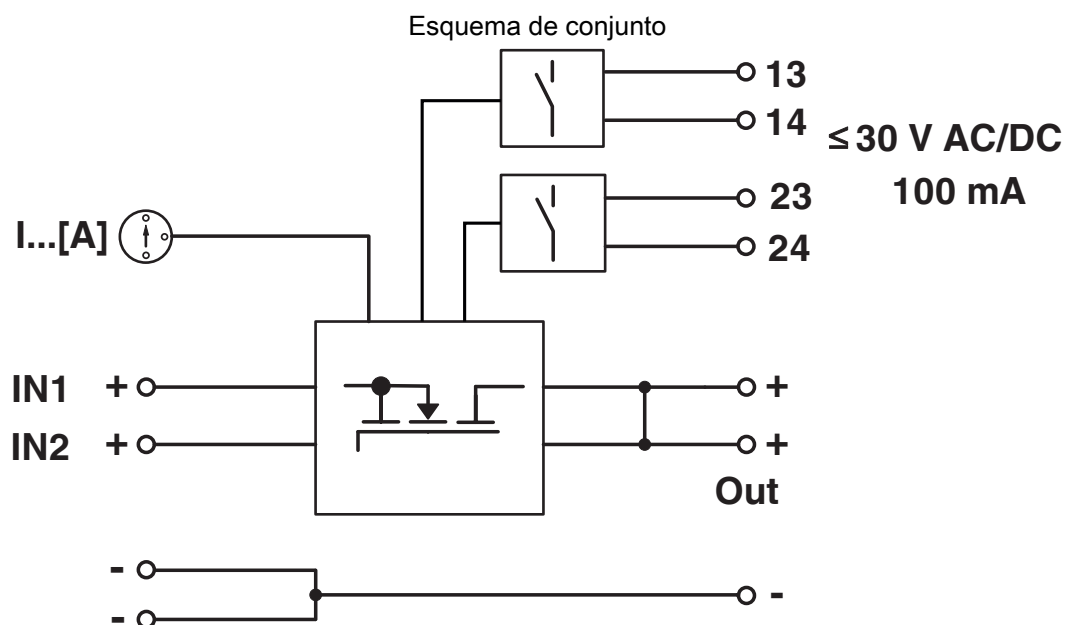 Esquema de conjunto
13
14
≤ 30 V AC/DC
100 mA
23
24
I...[A]
IN1 +
+
IN2 +
+
Out
-
-
-